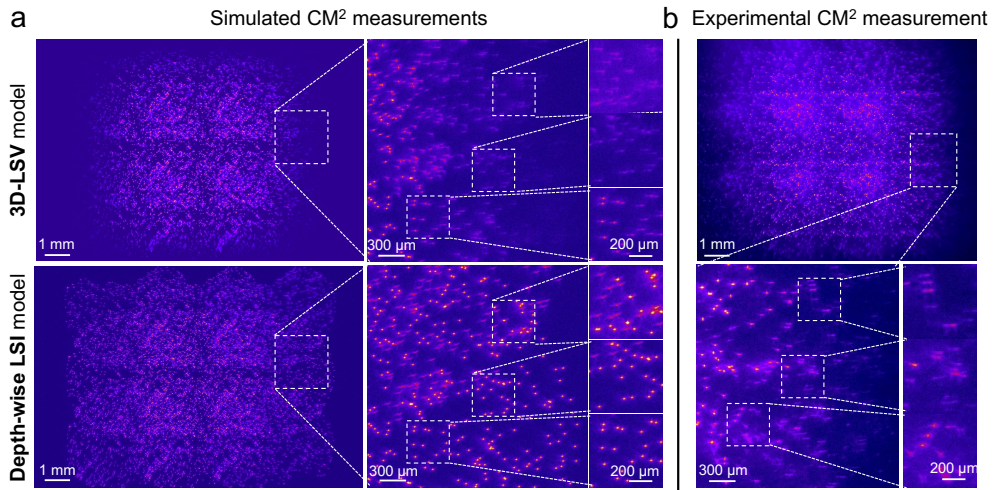 a
Simulated CM² measurements
b
Experimental CM² measurement
3D-LSV model
1 mm
300 µm
200 µm
1 mm
Depth-wise LSI model
1 mm
300 µm
200 µm
300 µm
200 µm